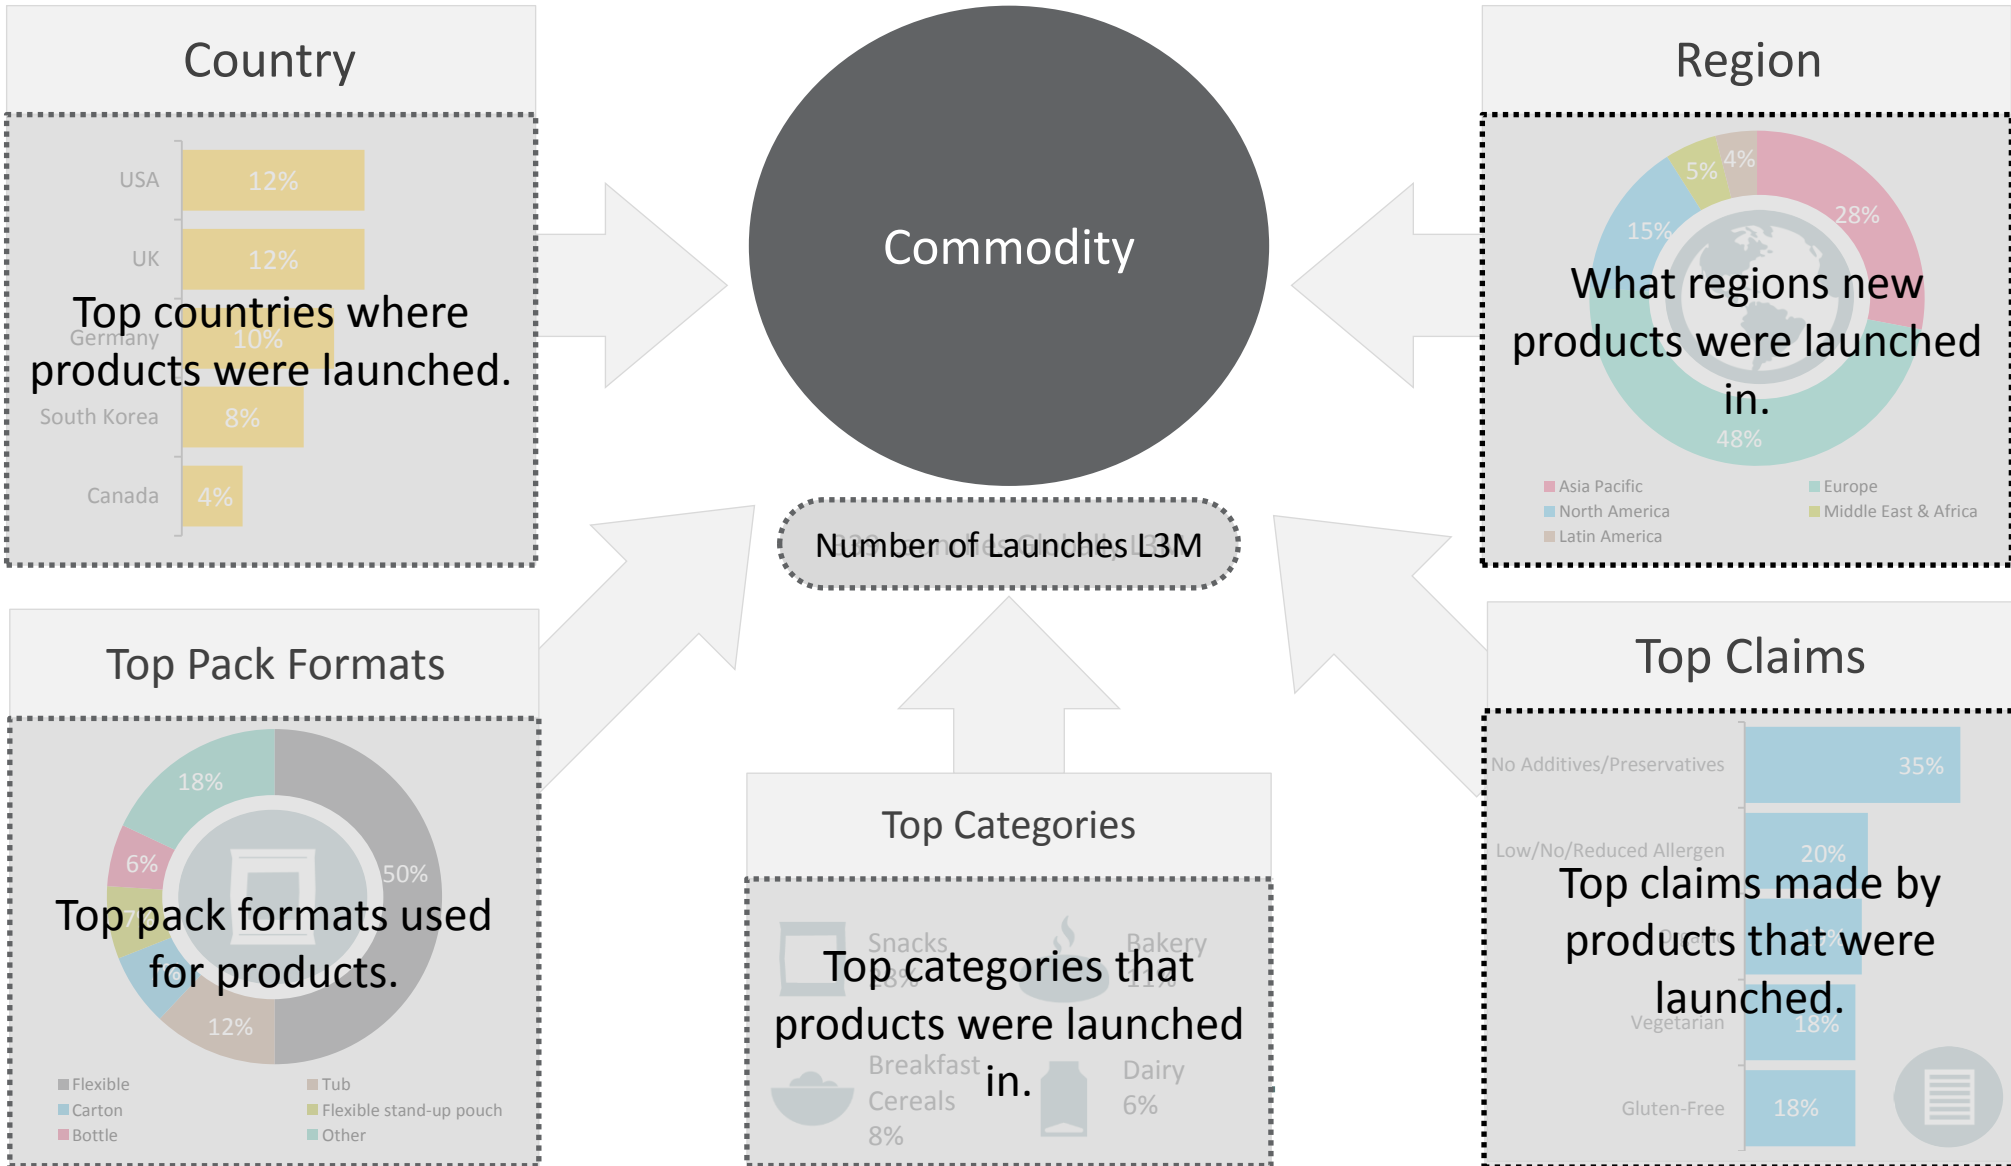 Country
USA
12%
UK
12%
Germany
10%
South Korea
8%
Canada
4%
Top countries where
products were launched.
Commodity
Number of Launches L3M
Region
4%
5%
28%
15%
48%
What regions new
products were launched
in.
Asia Pacific
Europe
North America
Middle East & Africa
Latin America
Top Pack Formats
18%
6%
50%
7%
12%
Top pack formats used
for products.
Flexible
Tub
Carton
Flexible stand-up pouch
Bottle
Other
Top Categories
Snacks
Bakery
11%
Breakfast
Cereals
8%
Dairy
6%
Top categories that
products were launched
in.
Top Claims
No Additives/Preservatives
35%
Low/No/Reduced Allergen
20%
Organic
Vegetarian
18%
Gluten-Free
18%
Top claims made by
products that were
launched.